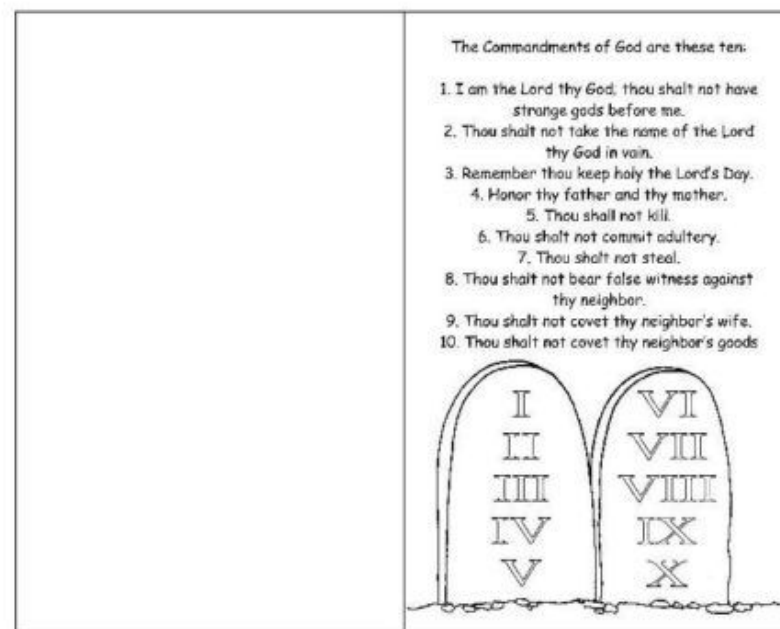 The Commandments of God are these ten:
1. I am the Lord thy God, thou shalt not have
strange gods before me.
2. Thou shalt not take the name of the Lord
thy God in vain.
3. Remember thou keep holy the Lord's Day.
4. Honor thy father and thy mother.
5. Thou shall not kill.
6. Thou shalt not commit adultery.
7. Thou shalt not steal.
8. Thou shalt not bear false witness against
thy neighbor.
9. Thou shalt not covet thy neighbor's wife.
10. Thou shalt not covet thy neighbor's goods
I
II
III
IV
V
VI
VII
VIII
IX
X